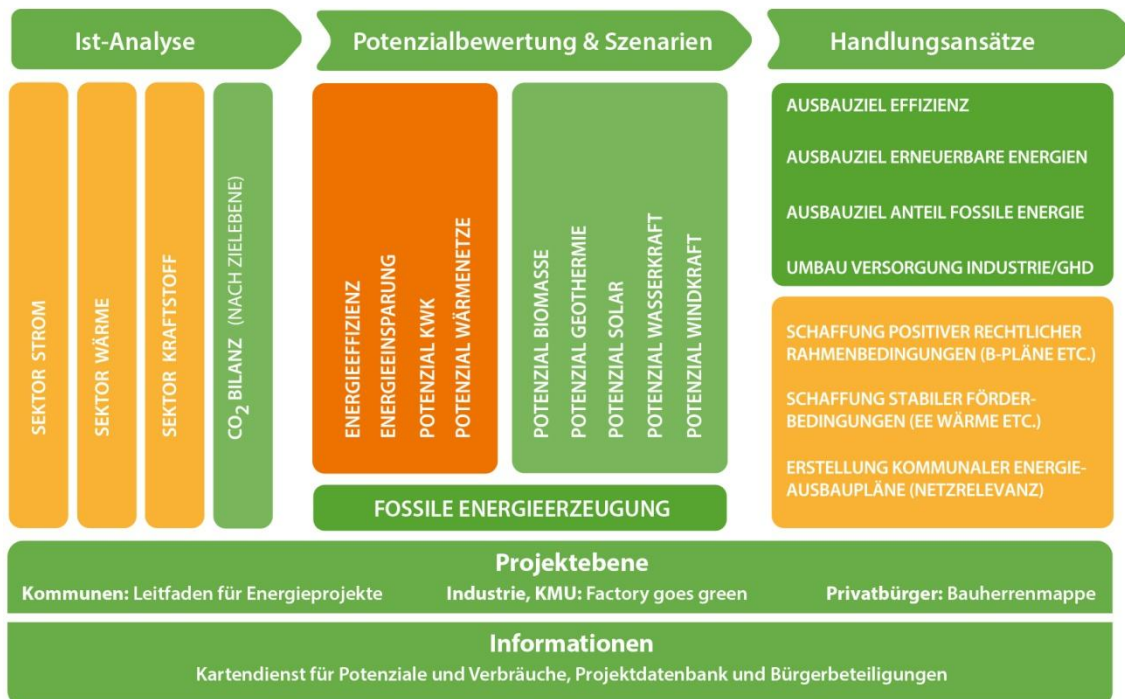 Ist-Analyse
Potenzialbewertung & Szenarien
Handlungsansätze
SEKTOR STROM
SEKTOR WÄRME
SEKTOR KRAFTSTOFF
CO2 BILANZ (NACH ZIELEBENE)
ENERGIEEFFIZIENZ
ENERGIEEINSPARUNG
POTENZIAL KWK
POTENZIAL WÄRMENETZE
POTENZIAL BIOMASSE
POTENZIAL GEOTHERMIE
POTENZIAL SOLAR
POTENZIAL WASSERKRAFT
POTENZIAL WINDKRAFT
FOSSILE ENERGIEERZEUGUNG
AUSBAUZIEL EFFIZIENZ
AUSBAUZIEL ERNEUERBARE ENERGIEN
AUSBAUZIEL ANTEIL FOSSILE ENERGIE
UMBAU VERSORGUNG INDUSTRIE/GHD
SCHAFFUNG POSITIVER RECHTLICHER
RAHMENBEDINGUNGEN (B-PLÄNE ETC.)
SCHAFFUNG STABILER FÖRDER-
BEDINGUNGEN (EE WÄRME ETC.)
ERSTELLUNG KOMMUNALER ENERGIE-
AUSBAUPLÄNE (NETZRELEVANZ)
Projektebene
Kommunen: Leitfaden für Energieprojekte
Industrie, KMU: Factory goes green
Privatbürger: Bauherrenmappe
Informationen
Kartendienst für Potenziale und Verbräuche, Projektdatenbank und Bürgerbeteiligungen